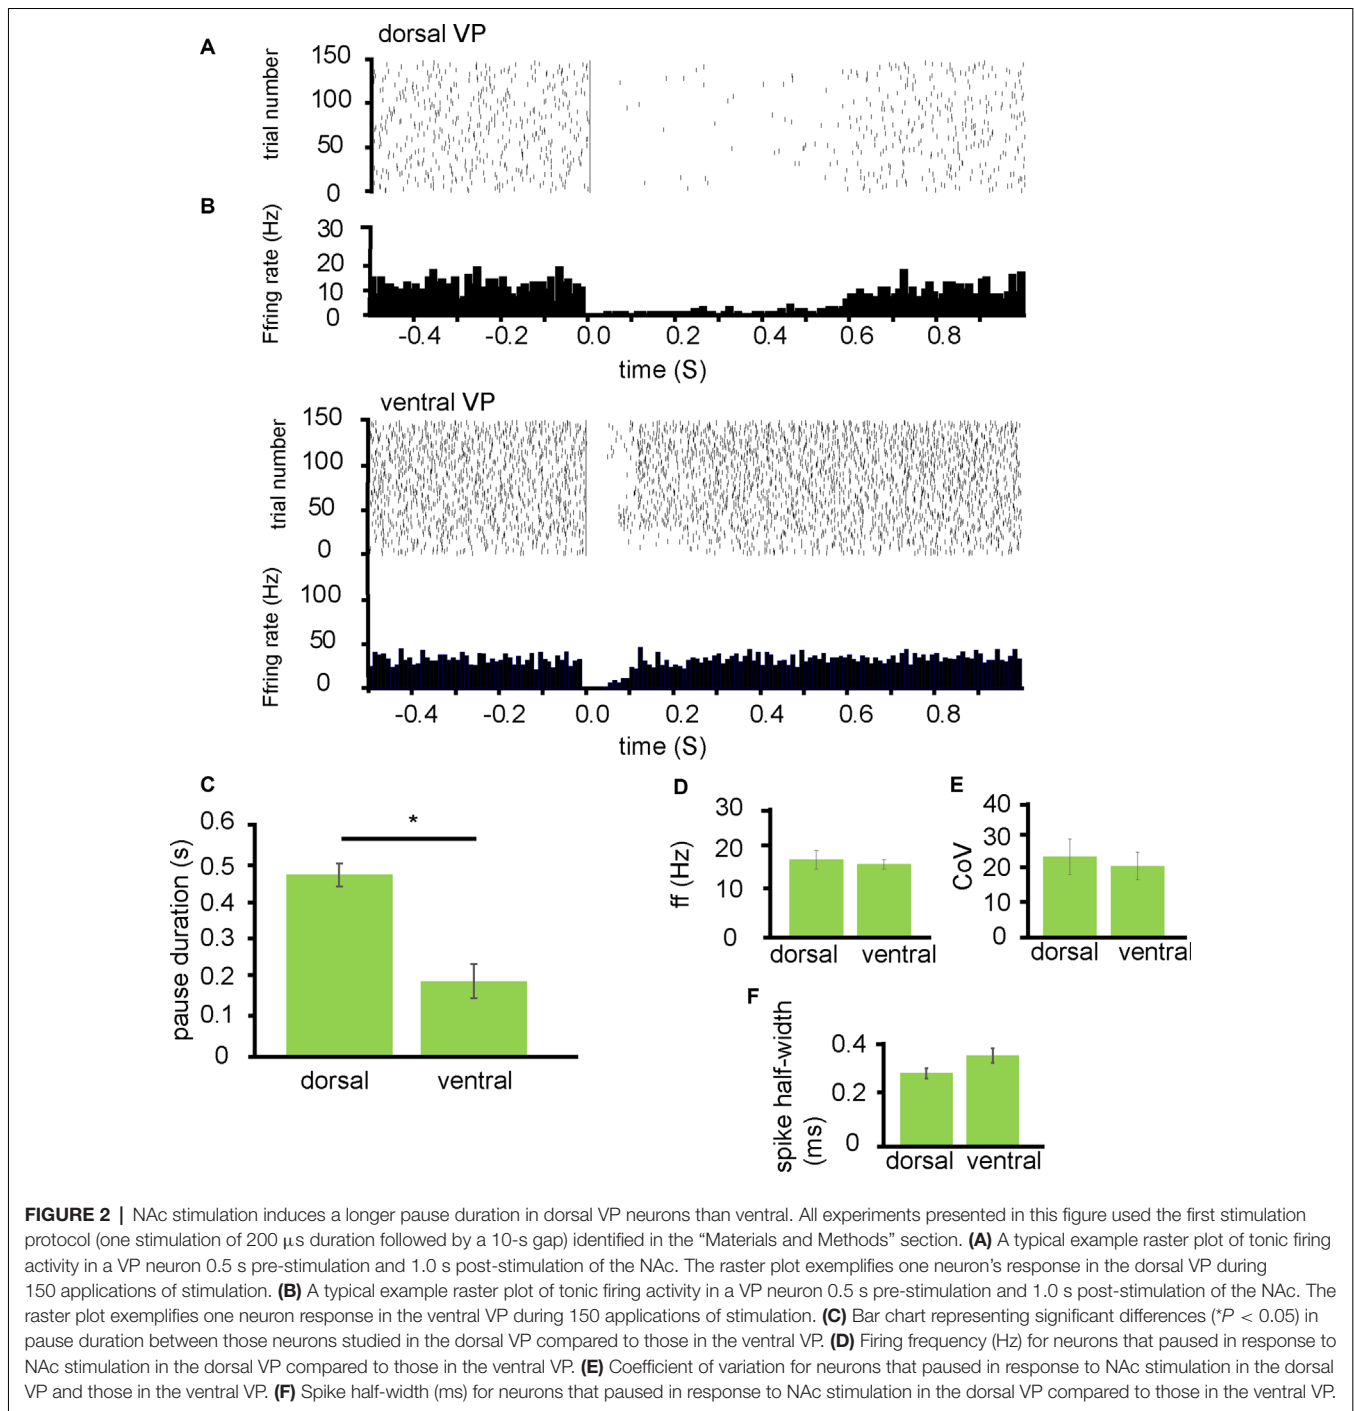 A
dorsal VP
trial number
150
100
50
0
B
Ffring rate (Hz)
30
20
10
0
-0.4 -0.2 0.0 0.2 0.4 0.6 0.8
time (S)
ventral VP
trial number
150
100
50
0
Ffring rate (Hz)
100
50
0
-0.4 -0.2 0.0 0.2 0.4 0.6 0.8
time (S)
C
pause duration (s)
0.6
0.5
0.4
0.3
0.2
0.1
0
*
dorsal ventral
D
ff (Hz)
30
20
10
0
dorsal ventral
E
CoV
40
30
20
10
0
dorsal ventral
F
spike half-width
(ms)
0.4
0.2
0
dorsal ventral
FIGURE 2 | NAc stimulation induces a longer pause duration in dorsal VP neurons than ventral. All experiments presented in this figure used the first stimulation
protocol (one stimulation of 200 μs duration followed by a 10-s gap) identified in the “Materials and Methods” section. (A) A typical example raster plot of tonic firing
activity in a VP neuron 0.5 s pre-stimulation and 1.0 s post-stimulation of the NAc. The raster plot exemplifies one neuron’s response in the dorsal VP during
150 applications of stimulation. (B) A typical example raster plot of tonic firing activity in a VP neuron 0.5 s pre-stimulation and 1.0 s post-stimulation of the NAc. The
raster plot exemplifies one neuron response in the ventral VP during 150 applications of stimulation. (C) Bar chart representing significant differences (*P < 0.05) in
pause duration between those neurons studied in the dorsal VP compared to those in the ventral VP. (D) Firing frequency (Hz) for neurons that paused in response to
NAc stimulation in the dorsal VP compared to those in the ventral VP. (E) Coefficient of variation for neurons that paused in response to NAc stimulation in the dorsal
VP and those in the ventral VP. (F) Spike half-width (ms) for neurons that paused in response to NAc stimulation in the dorsal VP compared to those in the ventral VP.